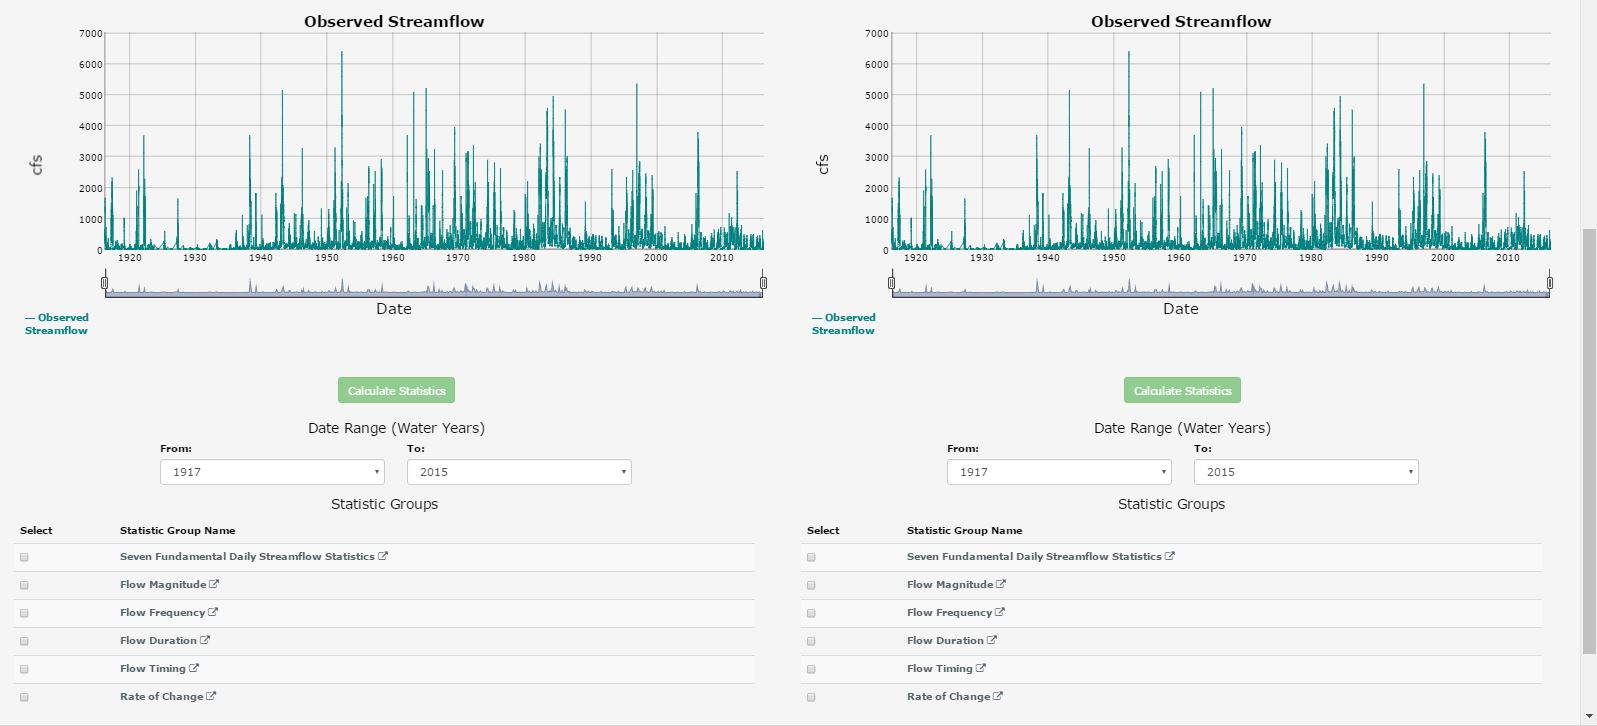 Observed Streamflow
7000
6000
5000
cfs
4000
3000
2000
1000
0
1920 1930 1940 1950 1960 1970 1980 1990 2000 2010
Date
— Observed
Streamflow
Calculate Statistics
Date Range (Water Years)
From: To:
1917 2015
Statistic Groups
Select Statistic Group Name
Seven Fundamental Daily Streamflow Statistics
Flow Magnitude
Flow Frequency
Flow Duration
Flow Timing
Rate of Change
Observed Streamflow
7000
6000
5000
cfs
4000
3000
2000
1000
0
1920 1930 1940 1950 1960 1970 1980 1990 2000 2010
Date
— Observed
Streamflow
Calculate Statistics
Date Range (Water Years)
From: To:
1917 2015
Statistic Groups
Select Statistic Group Name
Seven Fundamental Daily Streamflow Statistics
Flow Magnitude
Flow Frequency
Flow Duration
Flow Timing
Rate of Change